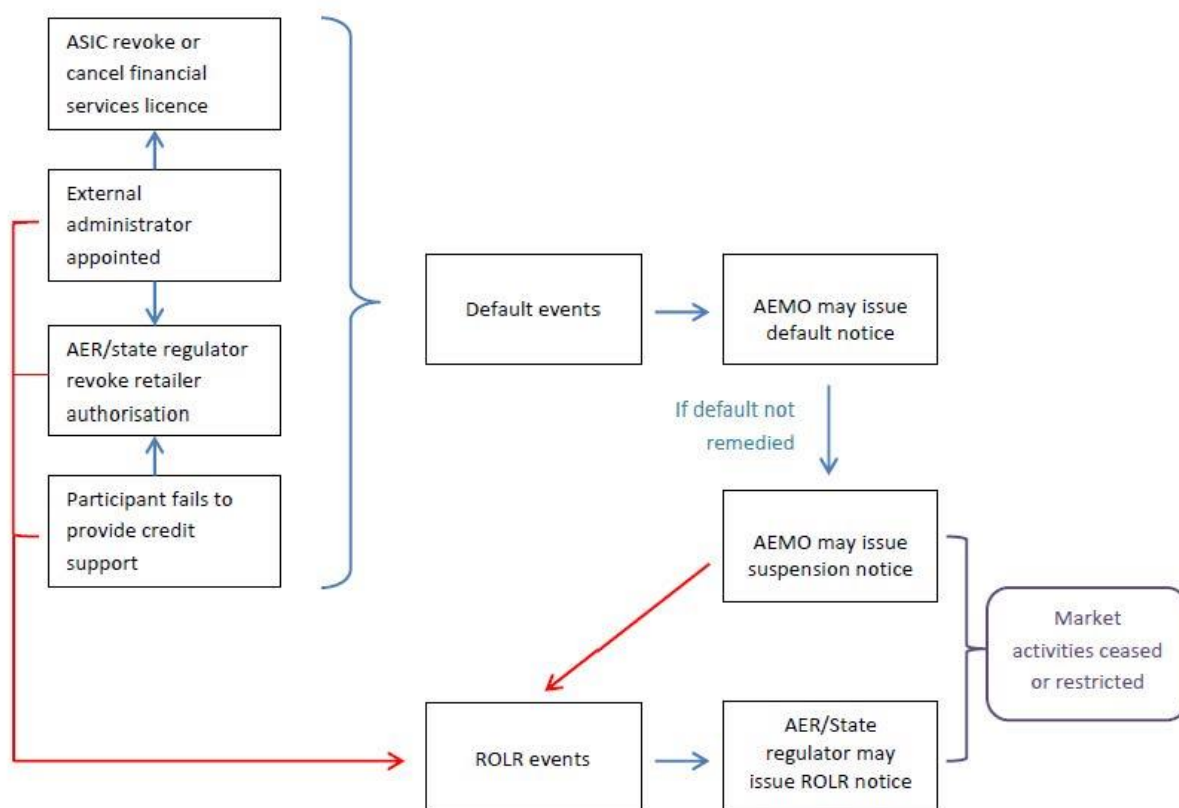 ASIC revoke or
cancel financial
services licence
External
administrator
appointed
AER/state regulator
revoke retailer
authorisation
Participant fails to
provide credit
support
Default events
AEMO may issue
default notice
If default not
remedied
AEMO may issue
suspension notice
Market
activities ceased
or restricted
ROLR events
AER/State
regulator may
issue ROLR notice